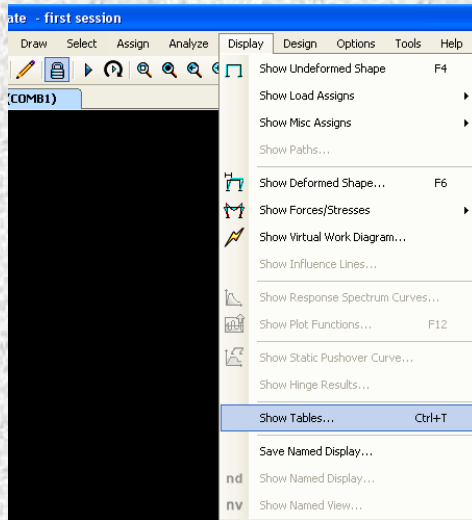 ate - first session
Draw Select Assign Analyze Display Design Options Tools Help
(COMB1)
Show Undeformed Shape F4
Show Load Assigns
Show Misc Assigns
Show Paths...
Show Deformed Shape... F6
Show Forces/Stresses
Show Virtual Work Diagram...
Show Influence Lines...
Show Response Spectrum Curves...
Show Plot Functions... F12
Show Static Pushover Curve...
Show Hinge Results...
Show Tables... Ctrl+T
Save Named Display...
nd Show Named Display...
nv Show Named View...